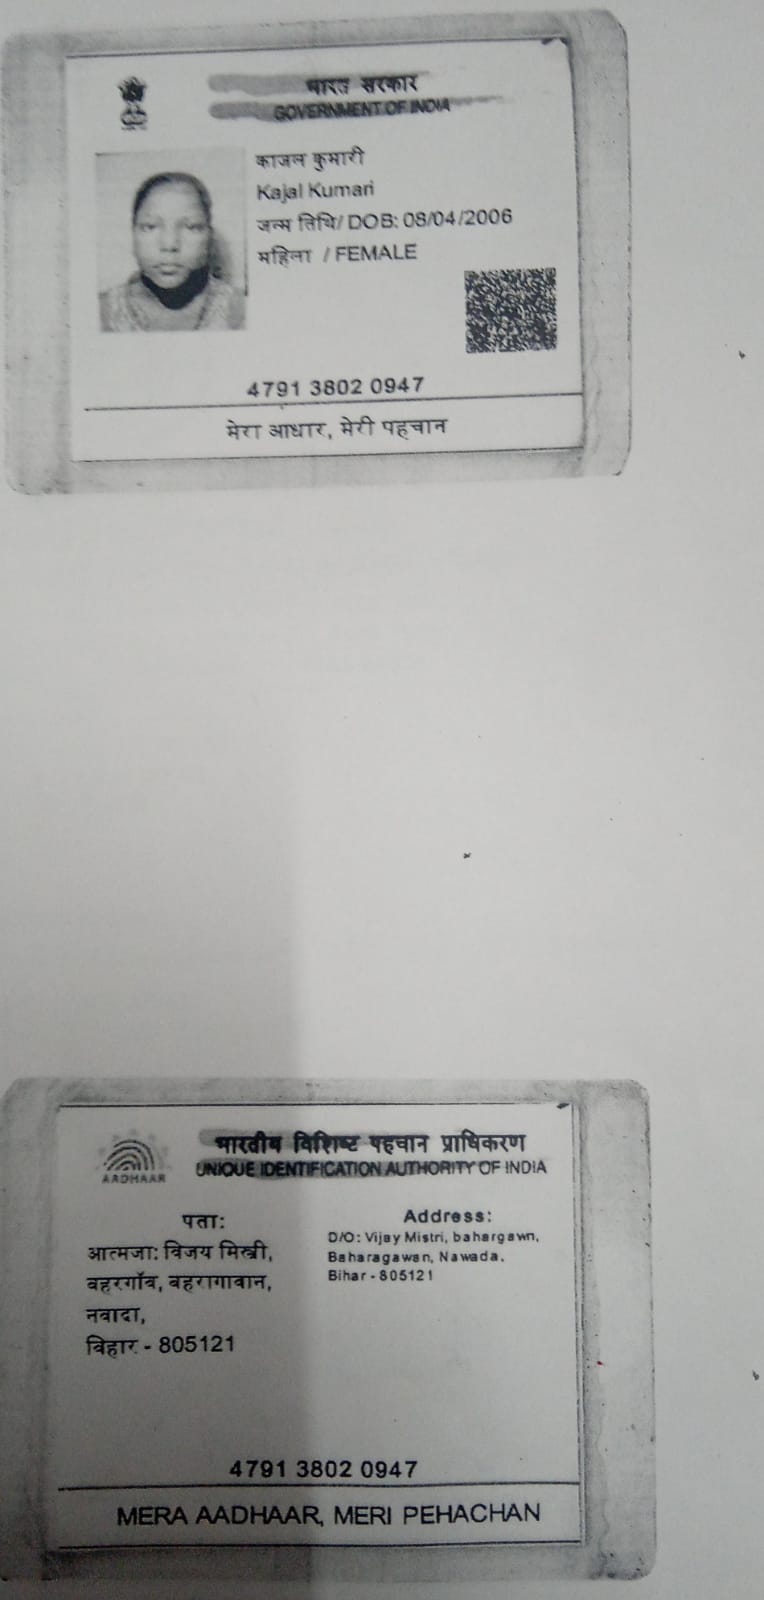 भारत सरकार
GOVERNMENT OF INDIA
काजल कुमारी
Kajal Kumari
जन्म तिथि/ DOB: 08/04/2006
महिला / FEMALE
4791 3802 0947
मेरा आधार, मेरी पहचान
भारतीय विशिष्ट पहचान प्राधिकरण
UNIQUE IDENTIFICATION AUTHORITY OF INDIA
AADHAAR
पता:
आत्मजा: विजय मिस्त्री,
बहरगाँव, बहरागावान,
नवादा,
बिहार - 805121
Address:
D/O: Vijay Mistri, bahargawn,
Baharagawan, Nawada,
Bihar - 805121
4791 3802 0947
MERA AADHAAR, MERI PEHACHAN